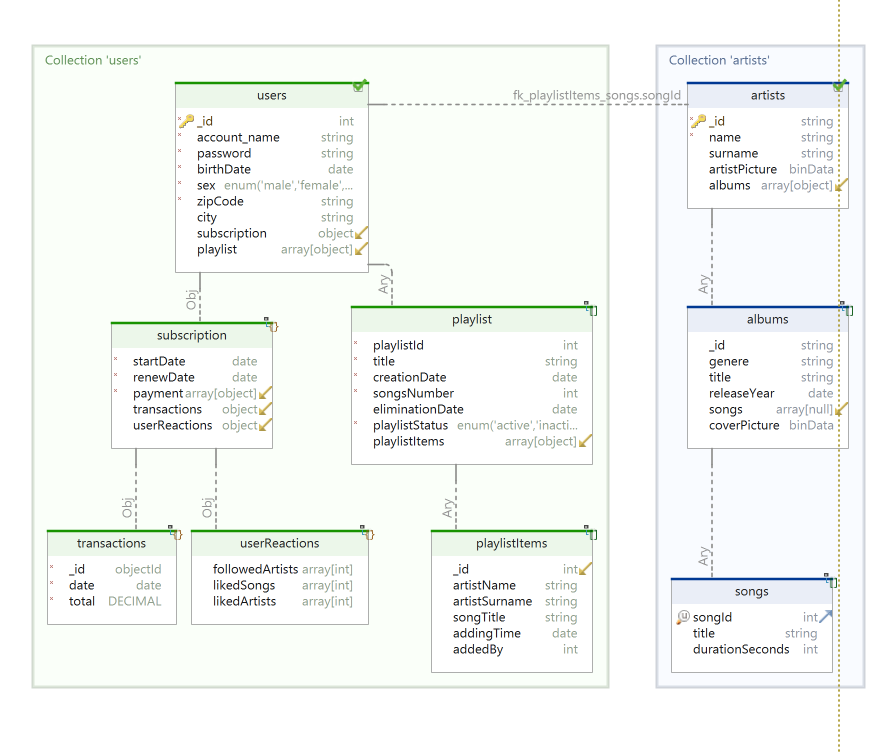 Collection 'users'
Collection 'artists'
users
_id int
account_name string
password string
birthDate date
sex enum('male','female',...
zipCode string
city string
subscription object
playlist array[object]
fk_playlistItems_songs.songId
artists
_id string
name string
surname string
artistPicture binData
albums array[object]
Obj
Ary
Ary
subscription
startDate date
renewDate date
payment array[object]
transactions object
userReactions object
playlist
playlistId int
title string
creationDate date
songsNumber int
eliminationDate date
playlistStatus enum('active','inacti...
playlistItems array[object]
albums
_id string
genere string
title string
releaseYear date
songs array[null]
coverPicture binData
Obj
Obj
Ary
Ary
transactions
_id objectId
date date
total DECIMAL
userReactions
followedArtists array[int]
likedSongs array[int]
likedArtists array[int]
playlistItems
_id int
artistName string
artistSurname string
songTitle string
addingTime date
addedBy int
songs
u songId int
title string
durationSeconds int